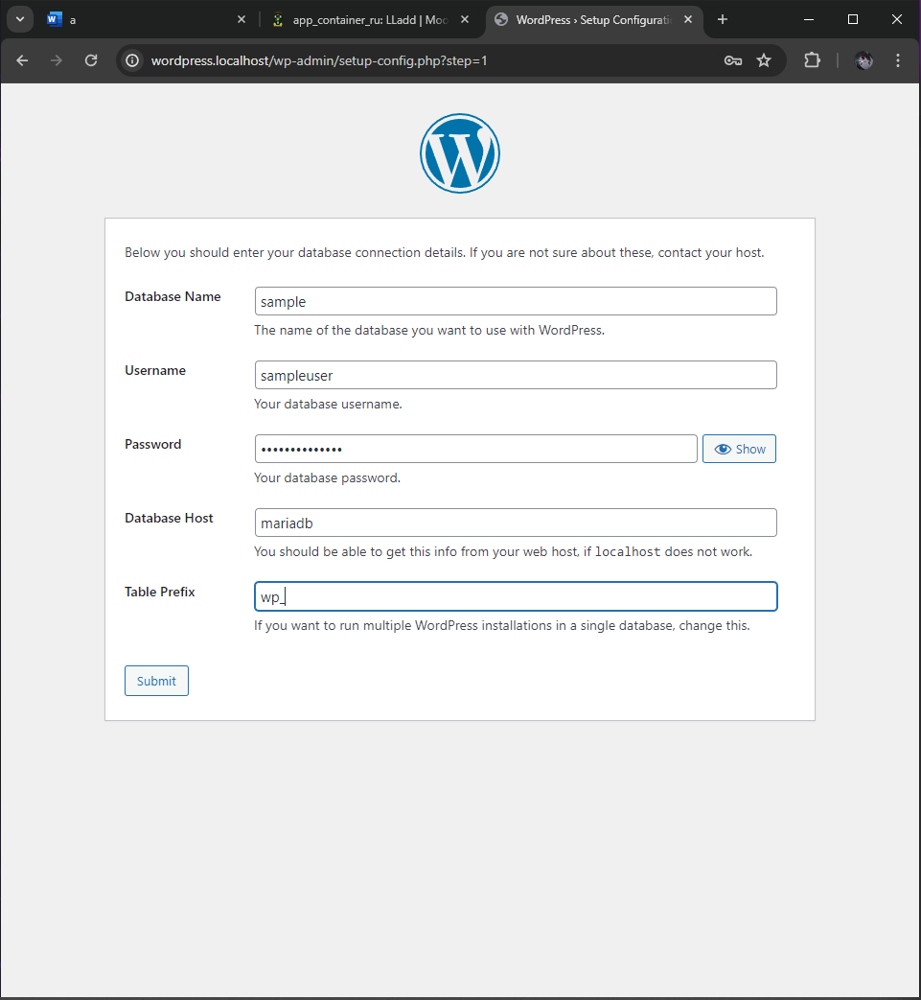 a
app_container_ru: LLadd | Moo
WordPress › Setup Configurati
wordpress.localhost/wp-admin/setup-config.php?step=1
Below you should enter your database connection details. If you are not sure about these, contact your host.
Database Name
sample
The name of the database you want to use with WordPress.
Username
sampleuser
Your database username.
Password
••••••••••••••
Show
Your database password.
Database Host
mariadb
You should be able to get this info from your web host, if localhost does not work.
Table Prefix
wp_
If you want to run multiple WordPress installations in a single database, change this.
Submit